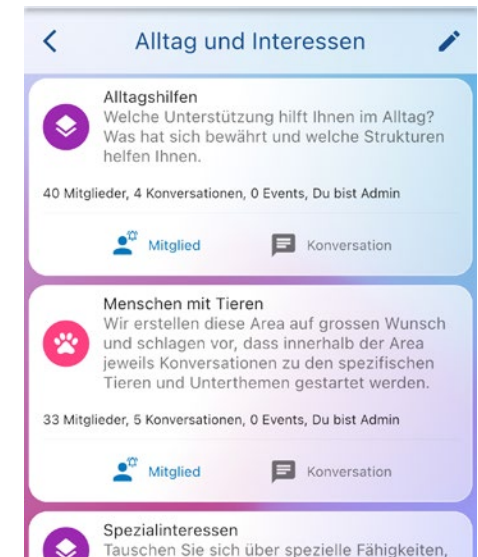 Alltag und Interessen
Alltagshilfen
Welche Unterstützung hilft Ihnen im Alltag?
Was hat sich bewährt und welche Strukturen
helfen Ihnen.
40 Mitglieder, 4 Konversationen, 0 Events, Du bist Admin
Mitglied Konversation
Menschen mit Tieren
Wir erstellen diese Area auf grossen Wunsch
und schlagen vor, dass innerhalb der Area
jeweils Konversationen zu den spezifischen
Tieren und Unterthemen gestartet werden.
33 Mitglieder, 5 Konversationen, 0 Events, Du bist Admin
Mitglied Konversation
Spezialinteressen
Tauschen Sie sich über spezielle Fähigkeiten,